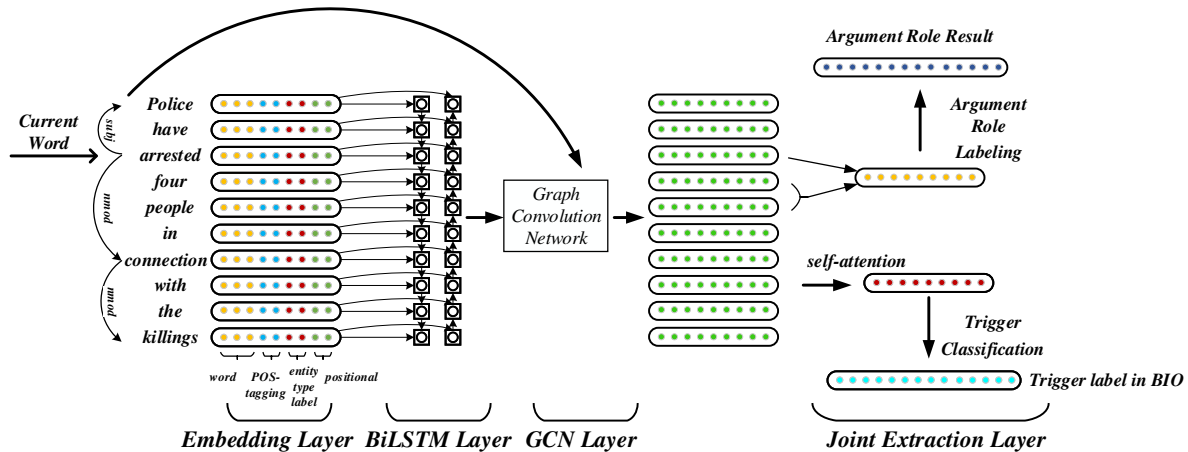 Argument Role Result
Current
Word
Police
have
arrested
four
people
in
connection
with
the
killings
subj
nmod
nmod
Graph
Convolution
Network
Argument
Role
Labeling
self-attention
Trigger
Classification
Trigger label in BIO
word
POS-
tagging
entity
type
label
positional
Embedding Layer
BiLSTM Layer
GCN Layer
Joint Extraction Layer